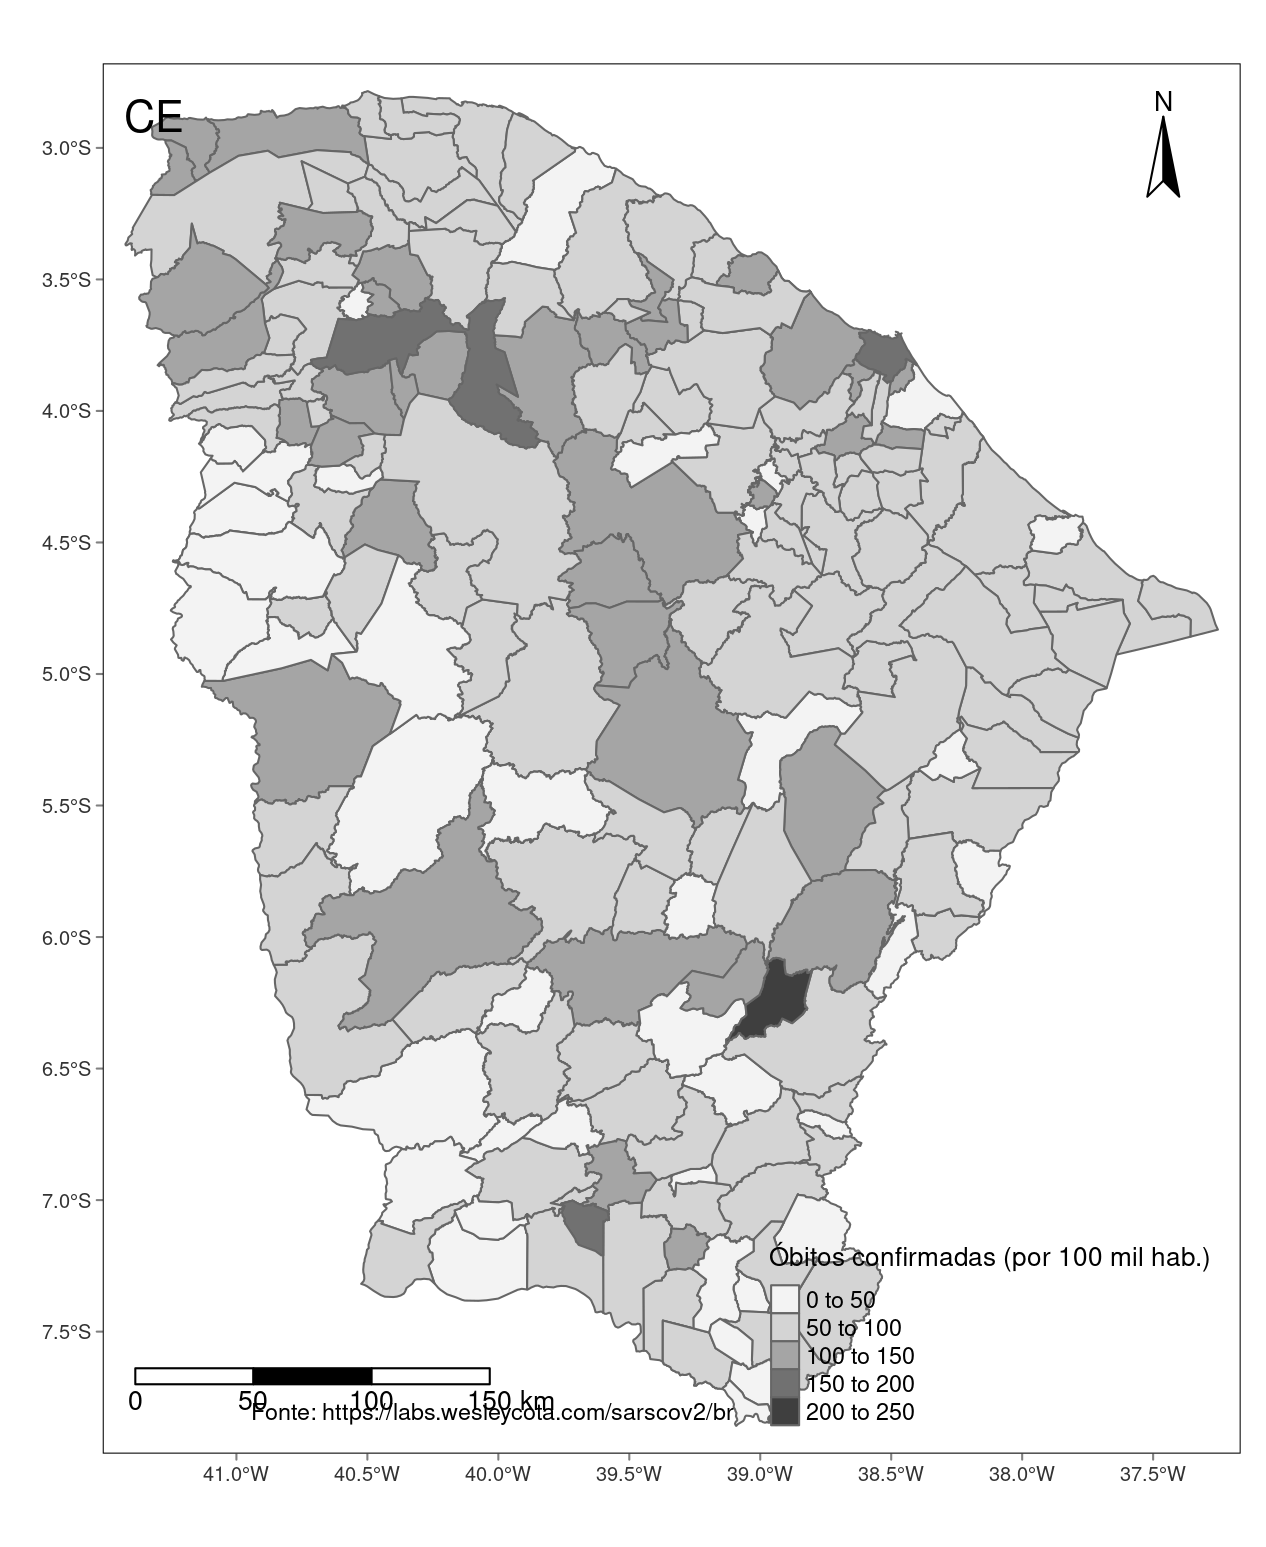 CE
N
3.0°S
3.5°S
4.0°S
4.5°S
5.0°S
5.5°S
6.0°S
6.5°S
7.0°S
7.5°S
Óbitos confirmadas (por 100 mil hab.)
0 to 50
50 to 100
100 to 150
150 to 200
200 to 250
0 50 100 150 km
Fonte: https://labs.wesleycota.com/sarscov2/br
41.0°W 40.5°W 40.0°W 39.5°W 39.0°W 38.5°W 38.0°W 37.5°W